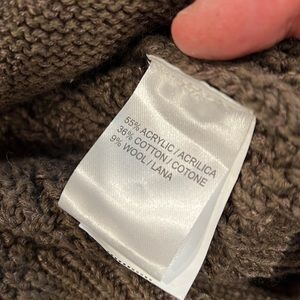 55% ACRYLIC / ACRILICA
36% COTTON / COTONE
9% WOOL / LANA